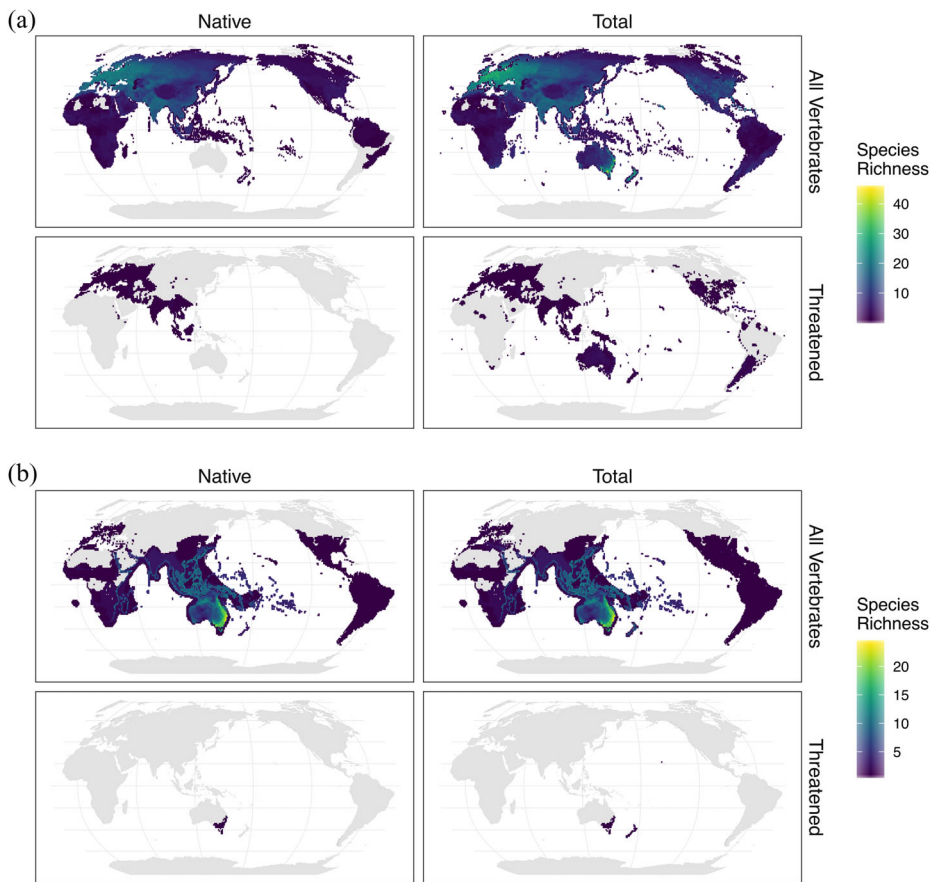 (a)
Native
Total
All Vertebrates
Threatened
Species
Richness
40
30
20
10
(b)
Native
Total
All Vertebrates
Threatened
Species
Richness
20
15
10
5